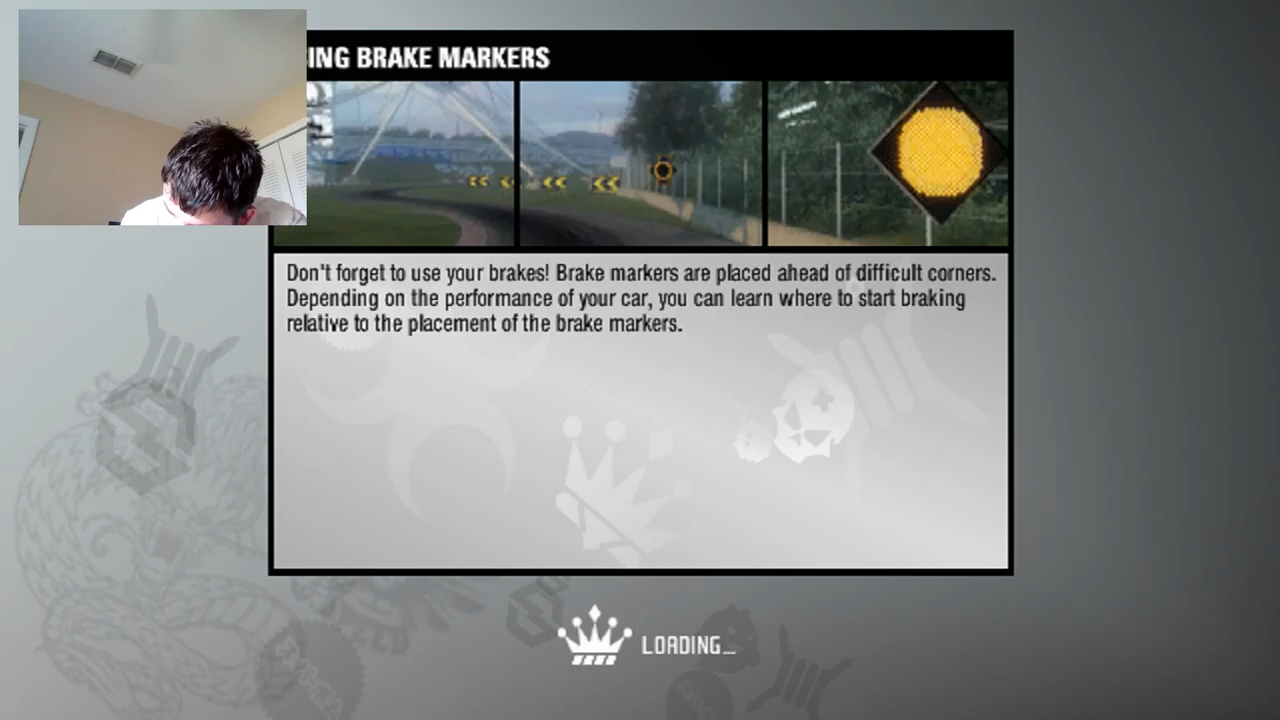 BRAKE MARKERS
Don't forget to use your brakes! Brake markers are placed ahead of difficult corners.
Depending on the performance of your car, you can learn where to start braking
relative to the placement of the brake markers.
LOADING...